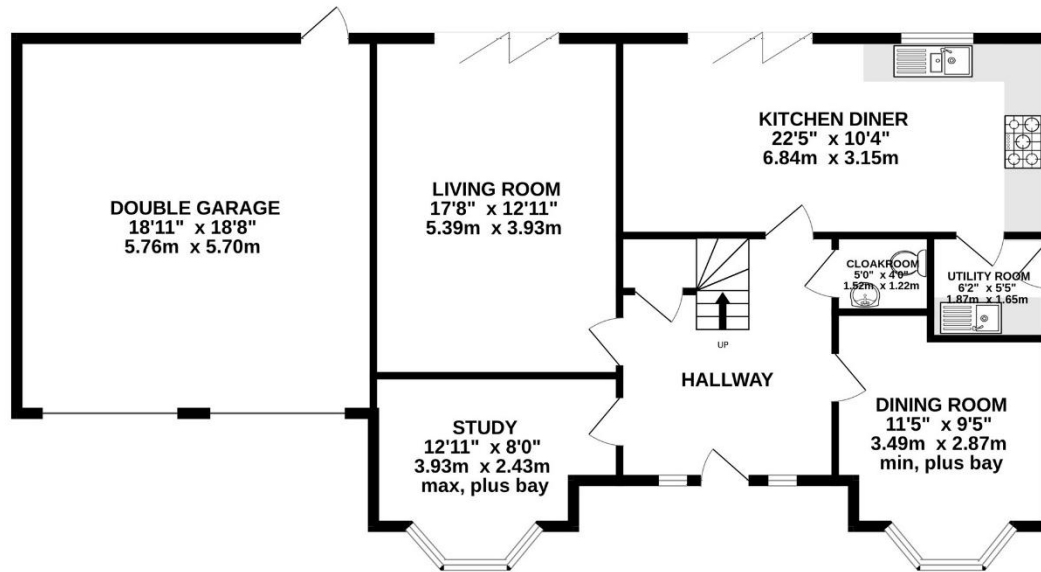 DOUBLE GARAGE
18'11" x 18'8"
5.76m x 5.70m
LIVING ROOM
17'8" x 12'11"
5.39m x 3.93m
KITCHEN DINER
22'5" x 10'4"
6.84m x 3.15m
CLOAKROOM
5'0" x 4'0"
1.52m x 1.22m
UTILITY ROOM
6'2" x 5'5"
1.87m x 1.65m
UP
HALLWAY
STUDY
12'11" x 8'0"
3.93m x 2.43m
max, plus bay
DINING ROOM
11'5" x 9'5"
3.49m x 2.87m
min, plus bay